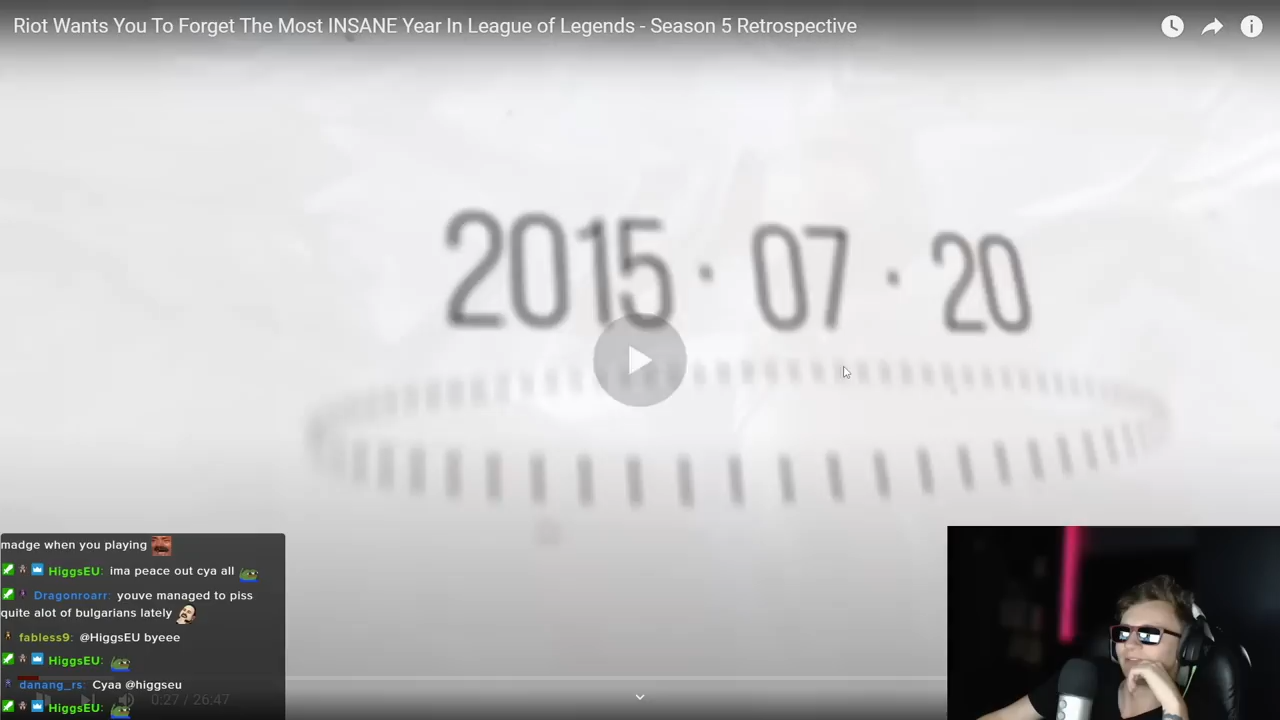 Riot Wants You To Forget The Most INSANE Year In League of Legends - Season 5 Retrospective
2015 · 07 · 20
madge when you playing
HiggsEU: ima peace out cya all
Dragonroarr: youve managed to piss
quite alot of bulgarians lately
fabless9: @HiggsEU byeee
HiggsEU:
danang_rs: Cyaa @higgseu
0:27 / 26:47
HiggsEU: